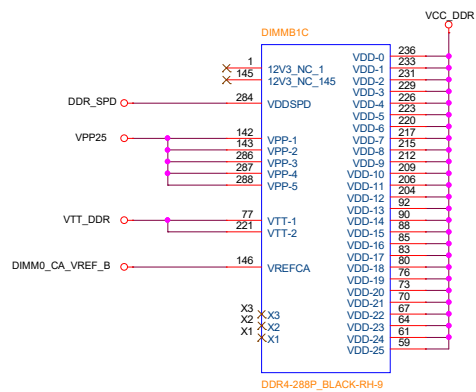 VCC_DDR
DIMMB1C
1 12V3_NC_1
145 12V3_NC_145
DDR_SPD 284 VDDSPD
VPP25 142 VPP-1
143 VPP-2
286 VPP-3
287 VPP-4
288 VPP-5
VTT_DDR 77 VTT-1
221 VTT-2
DIMM0_CA_VREF_B 146 VREFCA
X3 X3
X2 X2
X1 X1
VDD-0 236
VDD-1 233
VDD-2 231
VDD-3 229
VDD-4 226
VDD-5 223
VDD-6 220
VDD-7 217
VDD-8 215
VDD-9 212
VDD-10 209
VDD-11 206
VDD-12 204
VDD-13 92
VDD-14 90
VDD-15 88
VDD-16 85
VDD-17 83
VDD-18 80
VDD-19 76
VDD-20 73
VDD-21 70
VDD-22 67
VDD-23 64
VDD-24 61
VDD-25 59
DDR4-288P_BLACK-RH-9